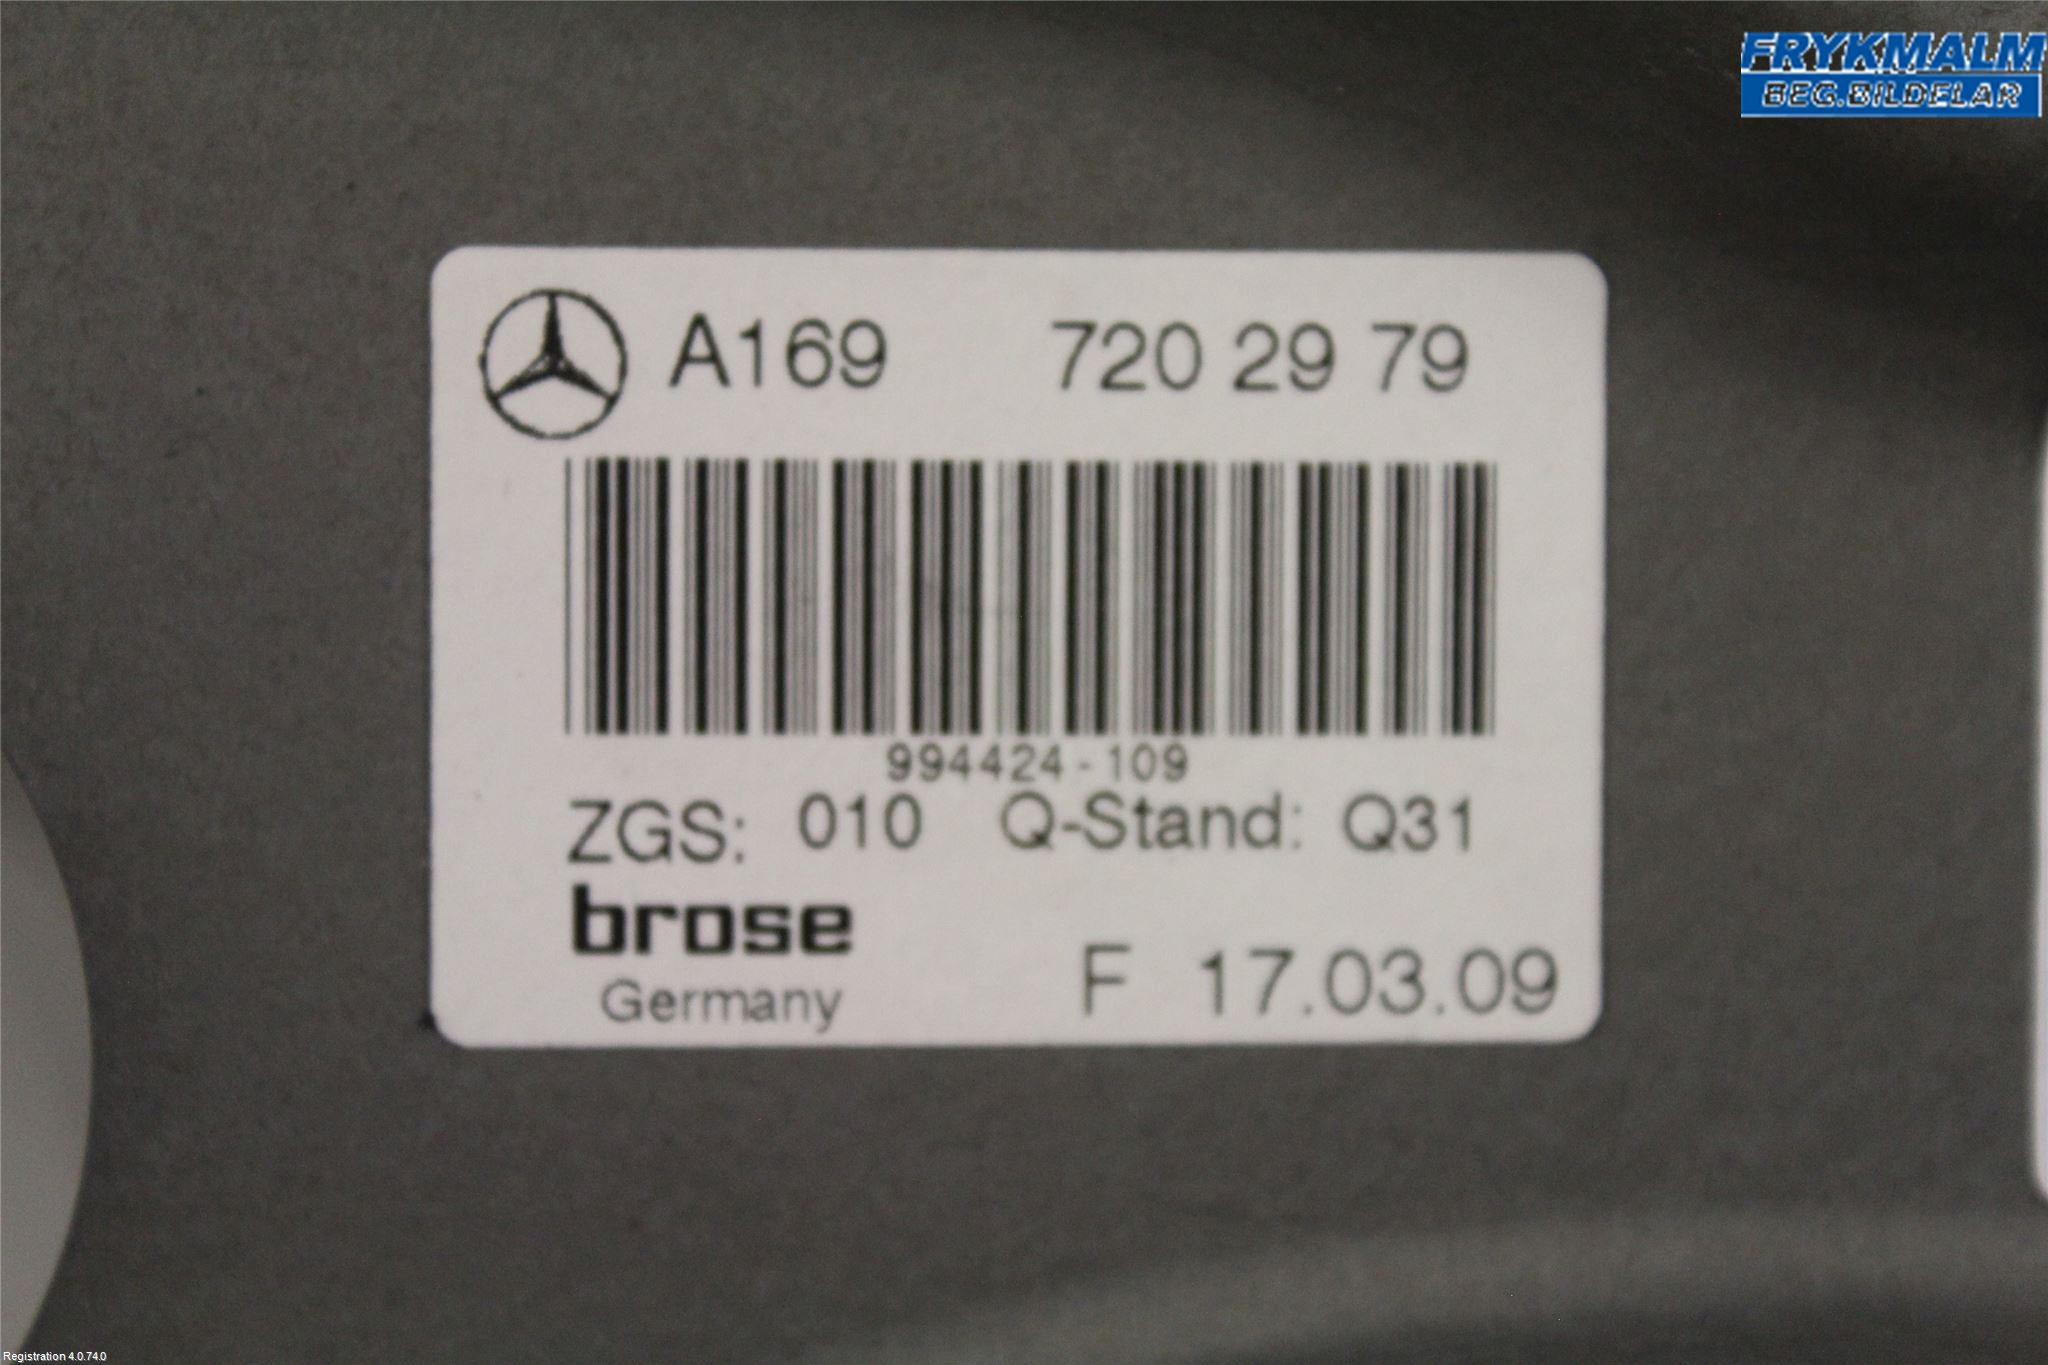 FRYKMALM
BEG.BILDELAR
A169 720 29 79
994424-109
ZGS: 010 Q-Stand: Q31
brose
Germany
F 17.03.09
Registration 4.0.74.0